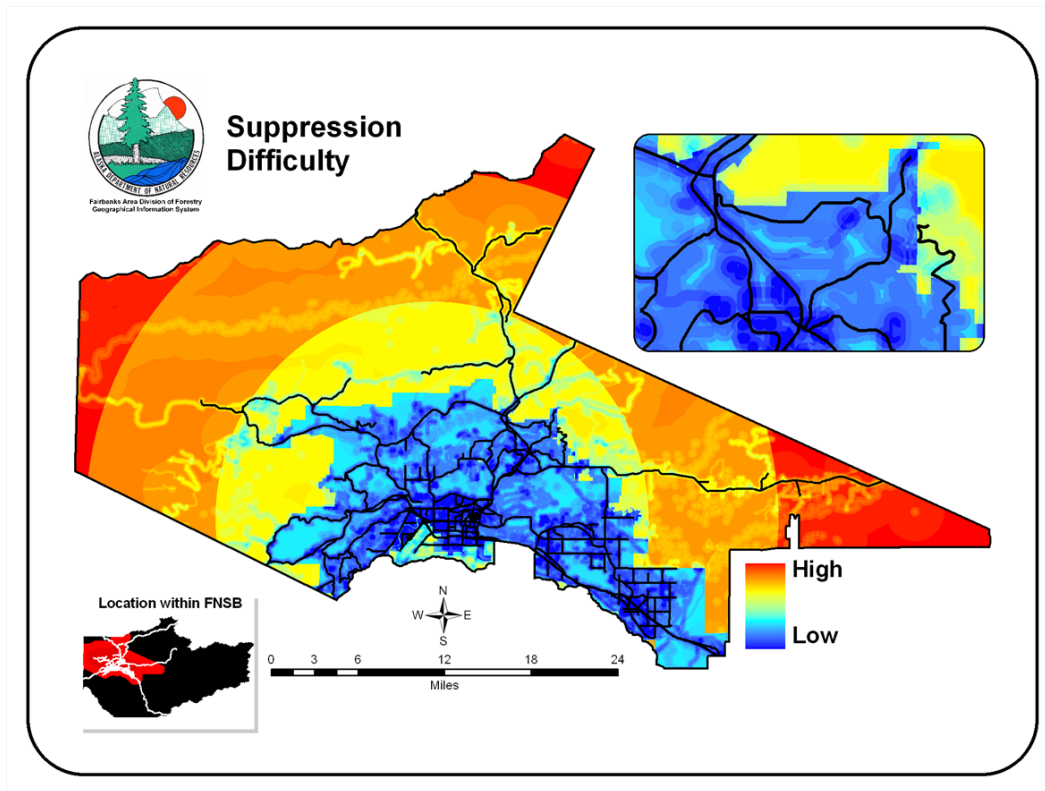 Suppression
Difficulty
ALASKA DEPARTMENT OF NATURAL RESOURCES
Fairbanks Area Division of Forestry
Geographical Information System
High
Low
Location within FNSB
N
W E
S
0 3 6 12 18 24
Miles